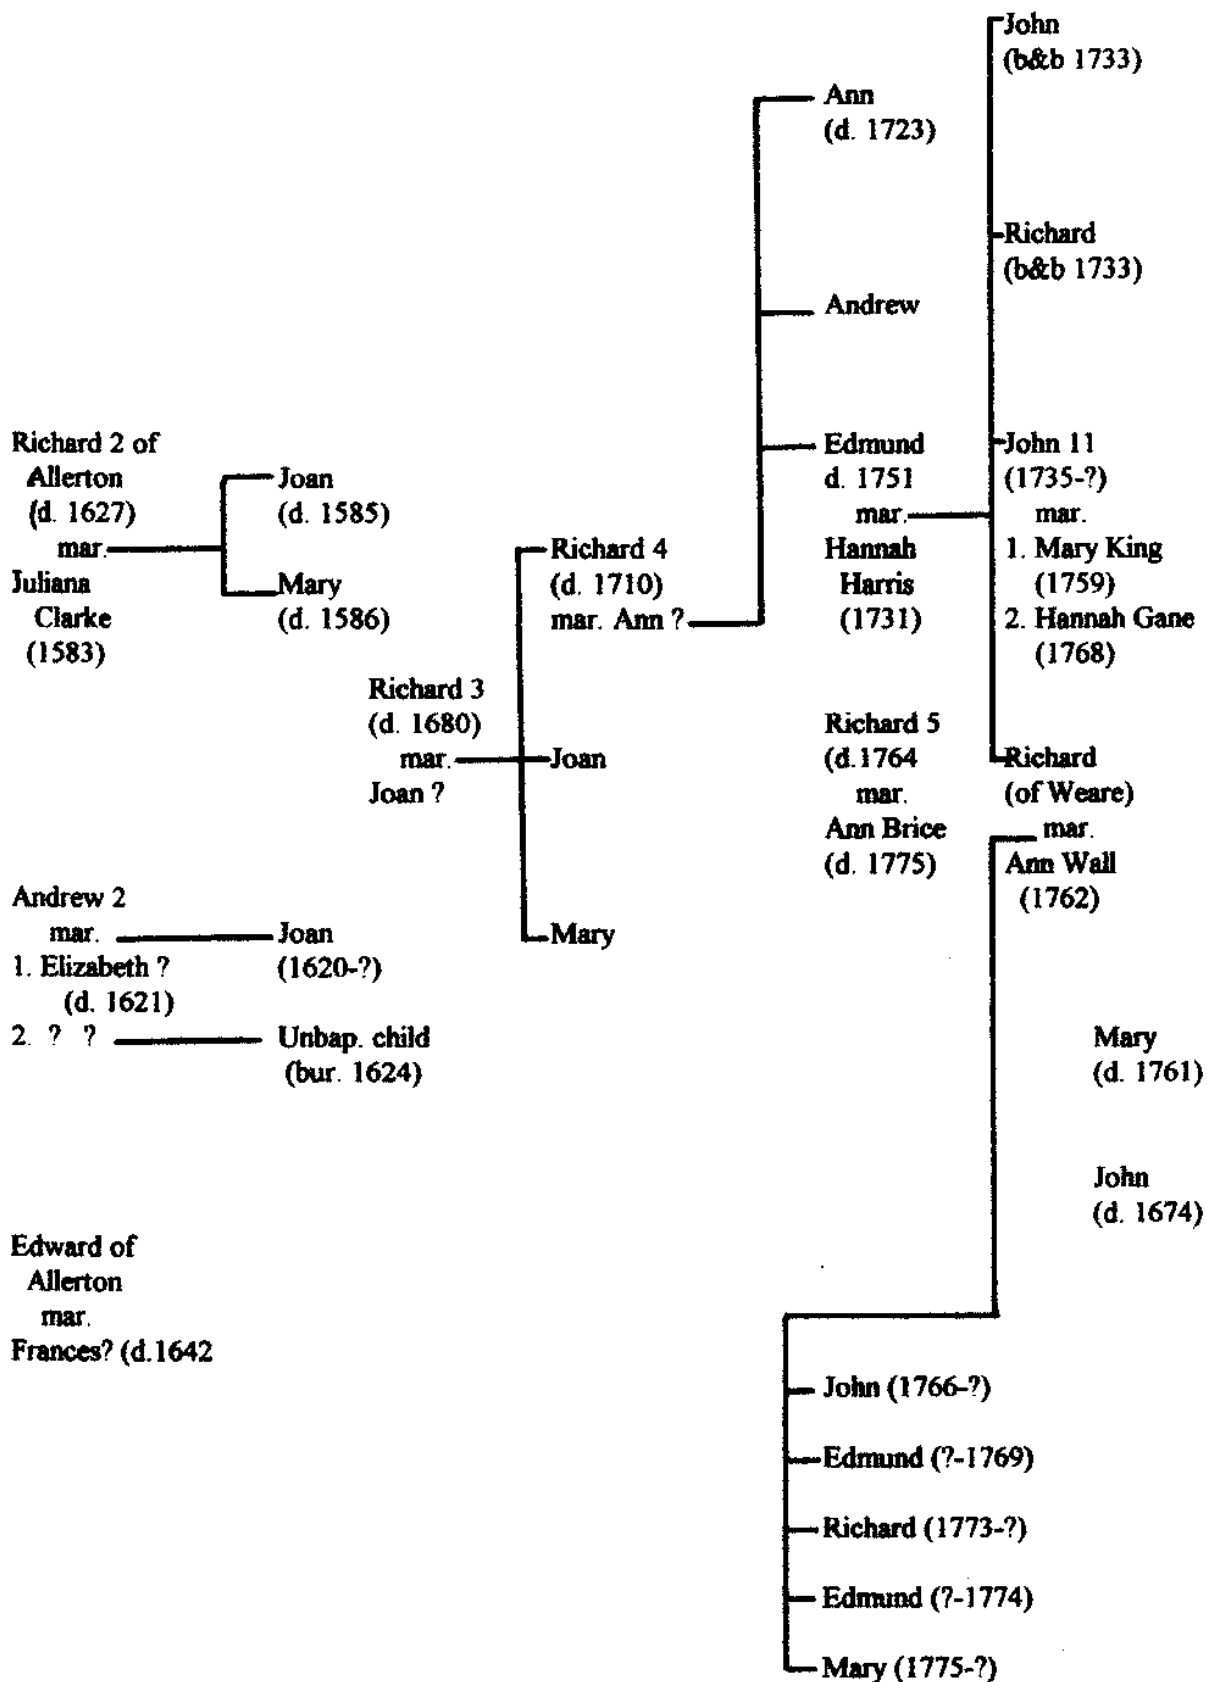 John
(b&b 1733)
Ann
(d. 1723)
Richard
(b&b 1733)
Andrew
Richard 2 of
Allerton
(d. 1627)
mar.
Juliana
Clarke
(1583)
Joan
(d. 1585)
Mary
(d. 1586)
Richard 4
(d. 1710)
mar. Ann ?
Edmund
d. 1751
mar.
Hannah
Harris
(1731)
John 11
(1735-?)
mar.
1. Mary King
(1759)
2. Hannah Gane
(1768)
Richard 3
(d. 1680)
mar.
Joan ?
Joan
Richard 5
(d.1764
mar.
Ann Brice
(d. 1775)
Richard
(of Weare)
mar.
Ann Wall
(1762)
Andrew 2
mar.
1. Elizabeth ?
(d. 1621)
2. ? ?
Joan
(1620-?)
Unbap. child
(bur. 1624)
Mary
Mary
(d. 1761)
John
(d. 1674)
Edward of
Allerton
mar.
Frances? (d.1642
John (1766-?)
Edmund (?-1769)
Richard (1773-?)
Edmund (?-1774)
Mary (1775-?)